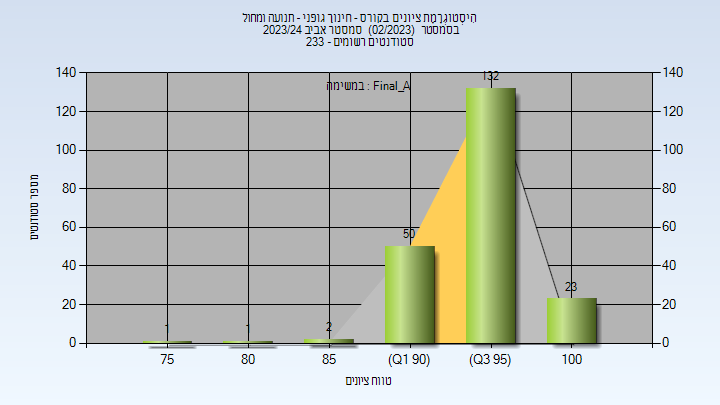 היסטוגרמת ציונים בקורס - חינוך גופני - תנועה ומחול
בסמסטר (02/2023) סמסטר אביב 2023/24
סטודנטים רשומים - 233
במשימה : Final_A
140 120 100 80 60 40 20 0
מספר סטודנטים
1 1 2 50 132 23
140 120 100 80 60 40 20 0
75 80 85 (Q1 90) (Q3 95) 100
טווח ציונים